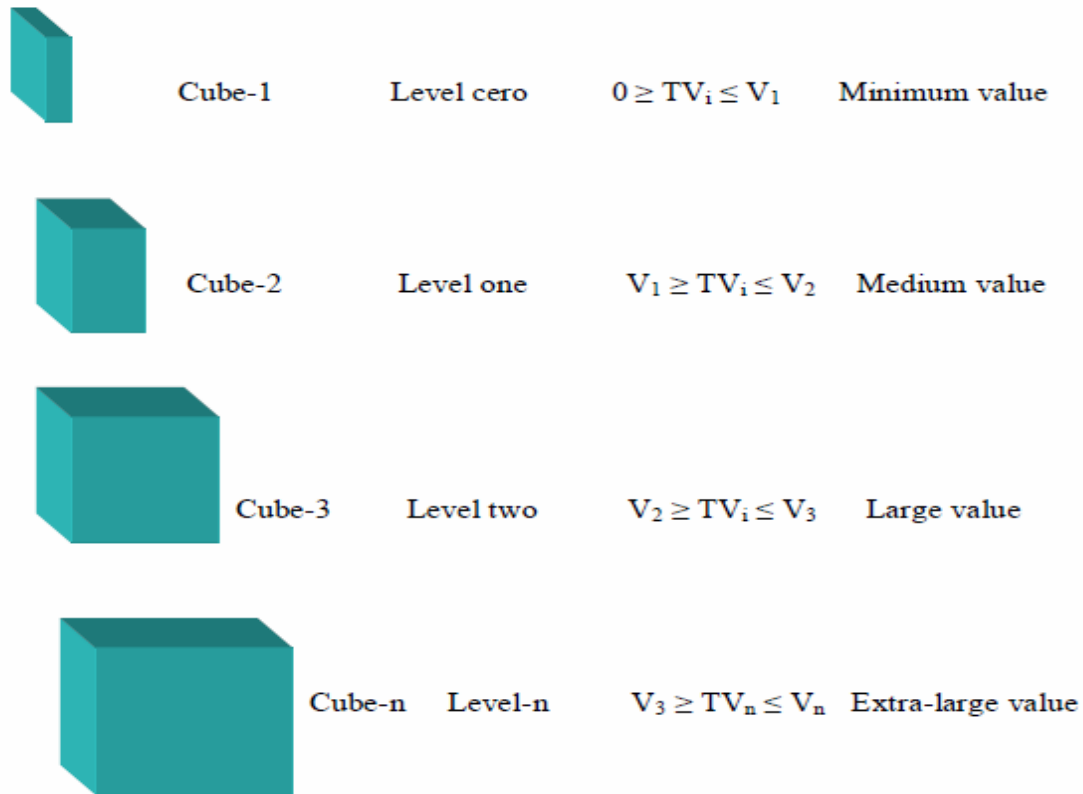 Cube-1 Level cero 0 ≥ TVᵢ ≤ V₁ Minimum value
Cube-2 Level one V₁ ≥ TVᵢ ≤ V₂ Medium value
Cube-3 Level two V₂ ≥ TVᵢ ≤ V₃ Large value
Cube-n Level-n V₃ ≥ TVₙ ≤ Vₙ Extra-large value